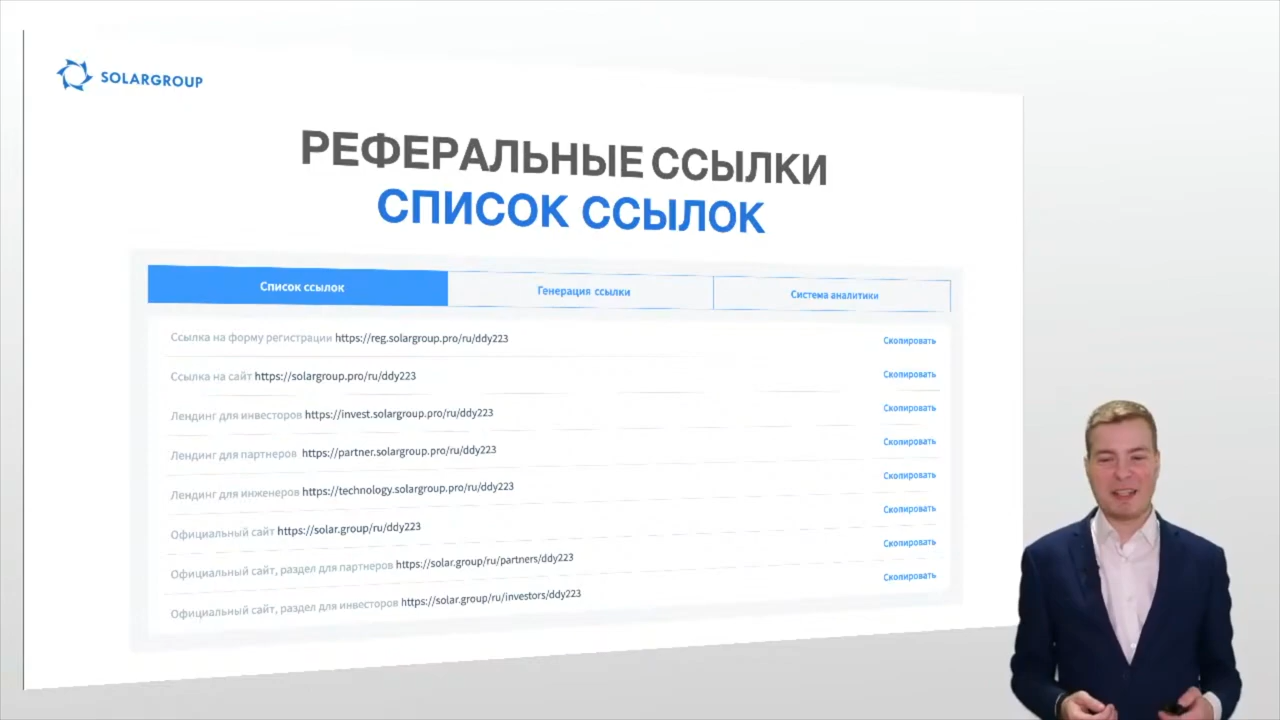 SOLARGROUP
РЕФЕРАЛЬНЫЕ ССЫЛКИ
СПИСОК ССЫЛОК
Список ссылок Генерация ссылки Система аналитики
Ссылка на форму регистрации https://reg.solargroup.pro/ru/ddy223 Скопировать
Ссылка на сайт https://solargroup.pro/ru/ddy223 Скопировать
Лендинг для инвесторов https://invest.solargroup.pro/ru/ddy223 Скопировать
Лендинг для партнеров https://partner.solargroup.pro/ru/ddy223 Скопировать
Лендинг для инженеров https://technology.solargroup.pro/ru/ddy223 Скопировать
Официальный сайт https://solar.group/ru/ddy223 Скопировать
Официальный сайт, раздел для партнеров https://solar.group/ru/partners/ddy223 Скопировать
Официальный сайт, раздел для инвесторов https://solar.group/ru/investors/ddy223 Скопировать